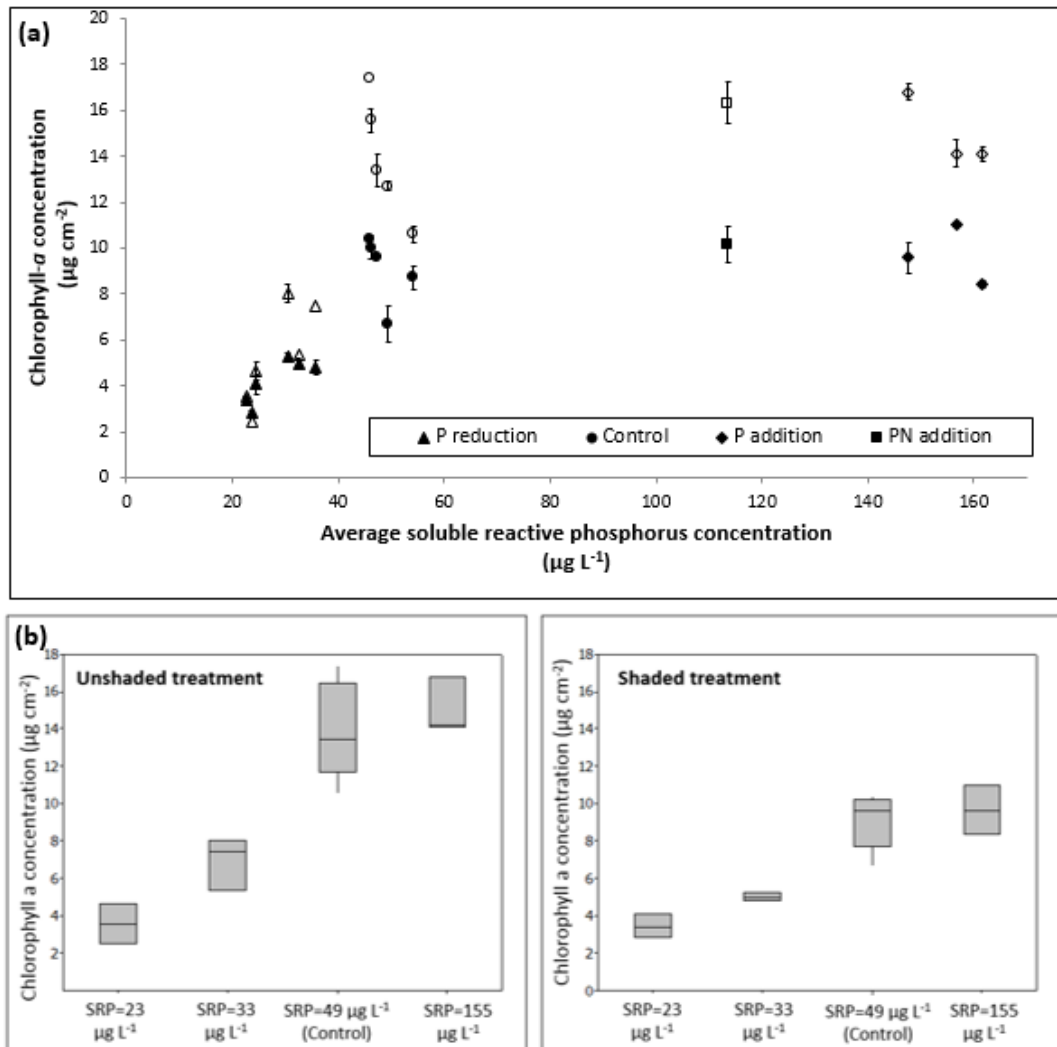 (a)
20
18
16
14
12
10
8
6
4
2
0
Chlorophyll-a concentration
(µg cm-2)
▲ P reduction ● Control ◆ P addition ■ PN addition
0 20 40 60 80 100 120 140 160
Average soluble reactive phosphorus concentration
(µg L-1)
(b)
Unshaded treatment
Chlorophyll a concentration (µg cm-2)
18
16
14
12
10
8
6
4
2
SRP=23 SRP=33 SRP=49 µg L-1 SRP=155
µg L-1 µg L-1 (Control) µg L-1
Shaded treatment
Chlorophyll a concentration (µg cm-2)
18
16
14
12
10
8
6
4
2
SRP=23 SRP=33 SRP=49 µg L-1 SRP=155
µg L-1 µg L-1 (Control) µg L-1